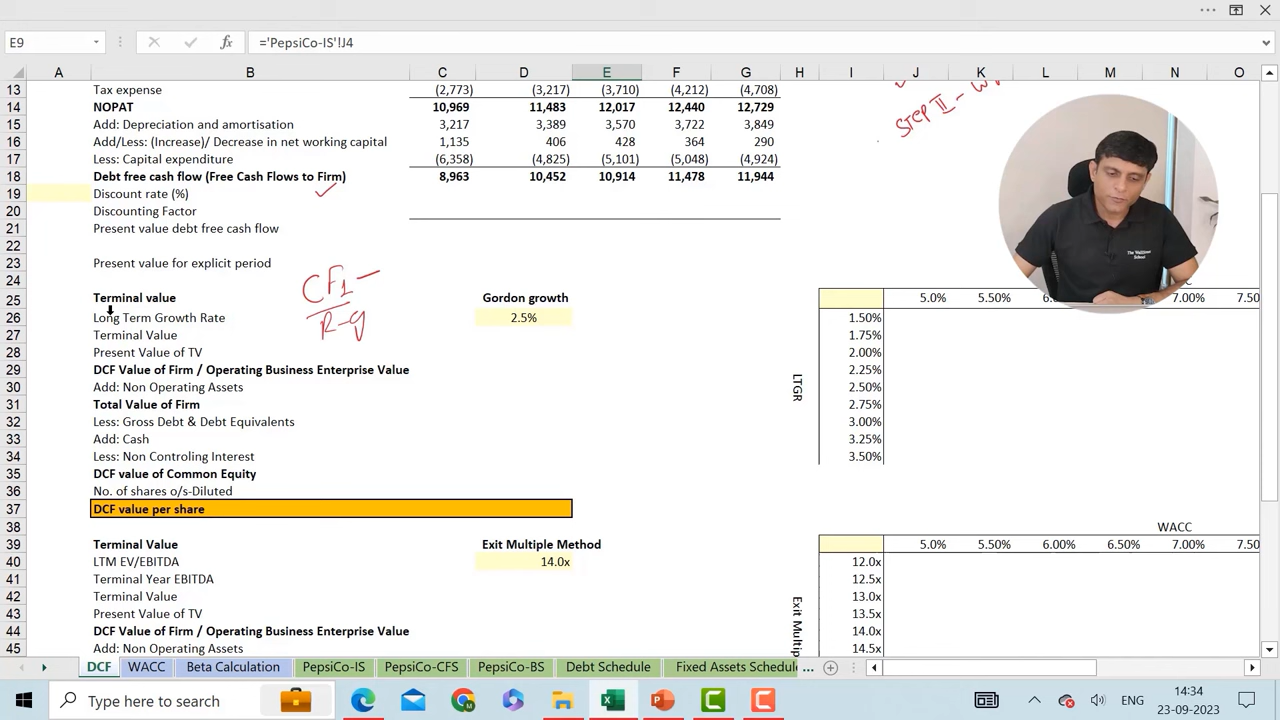 E9 ='PepsiCo-IS'!J4
A B C D E F G H I J K L M N O
13 Tax expense (2,773) (3,217) (3,710) (4,212) (4,708)
14 NOPAT 10,969 11,483 12,017 12,440 12,729
15 Add: Depreciation and amortisation 3,217 3,389 3,570 3,722 3,849
16 Add/Less: (Increase)/ Decrease in net working capital 1,135 406 428 364 290
17 Less: Capital expenditure (6,358) (4,825) (5,101) (5,048) (4,924)
18 Debt free cash flow (Free Cash Flows to Firm) 8,963 10,452 10,914 11,478 11,944
19 Discount rate (%)
20 Discounting Factor
21 Present value debt free cash flow
22
23 Present value for explicit period
24
25 Terminal value Gordon growth 5.0% 5.50% 7.00% 7.50
26 Long Term Growth Rate 2.5% 1.50%
27 Terminal Value 1.75%
28 Present Value of TV 2.00%
29 DCF Value of Firm / Operating Business Enterprise Value 2.25%
30 Add: Non Operating Assets 2.50%
31 Total Value of Firm 2.75%
32 Less: Gross Debt & Debt Equivalents 3.00%
33 Add: Cash 3.25%
34 Less: Non Controling Interest 3.50%
35 DCF value of Common Equity
36 No. of shares o/s-Diluted
37 DCF value per share
38 WACC
39 Terminal Value Exit Multiple Method 5.0% 5.50% 6.00% 6.50% 7.00% 7.50
40 LTM EV/EBITDA 14.0x 12.0x
41 Terminal Year EBITDA 12.5x
42 Terminal Value 13.0x
43 Present Value of TV 13.5x
44 DCF Value of Firm / Operating Business Enterprise Value 14.0x
45 Add: Non Operating Assets 14.5x
LTGR
Exit Multip
STEP II -
CF1
R-g
The WallStreet School
DCF WACC Beta Calculation PepsiCo-IS PepsiCo-CFS PepsiCo-BS Debt Schedule Fixed Assets Schedul ...
Type here to search
ENG
14:34
23-09-2023